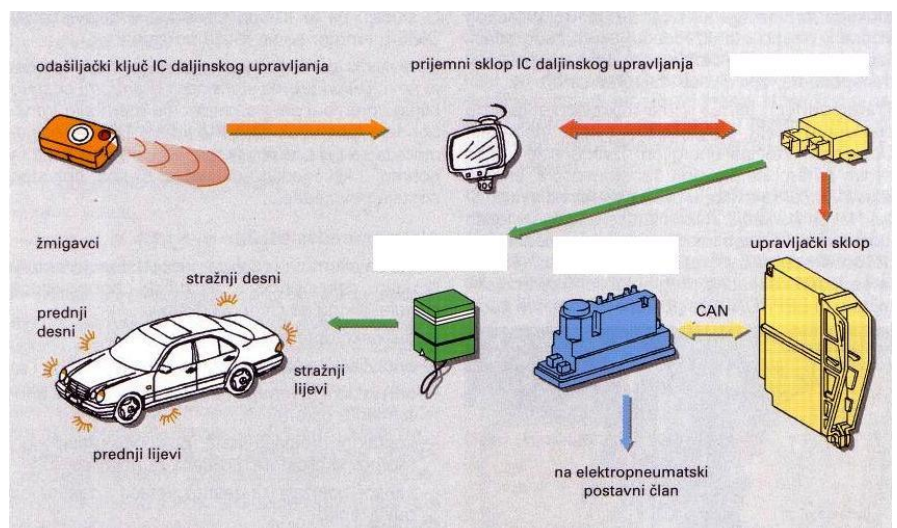 odašiljački ključ IC daljinskog upravljanja
prijemni sklop IC daljinskog upravljanja
žmigavci
stražnji desni
prednji
desni
stražnji
lijevi
prednji lijevi
upravljački sklop
CAN
na elektropneumatski
postavni član